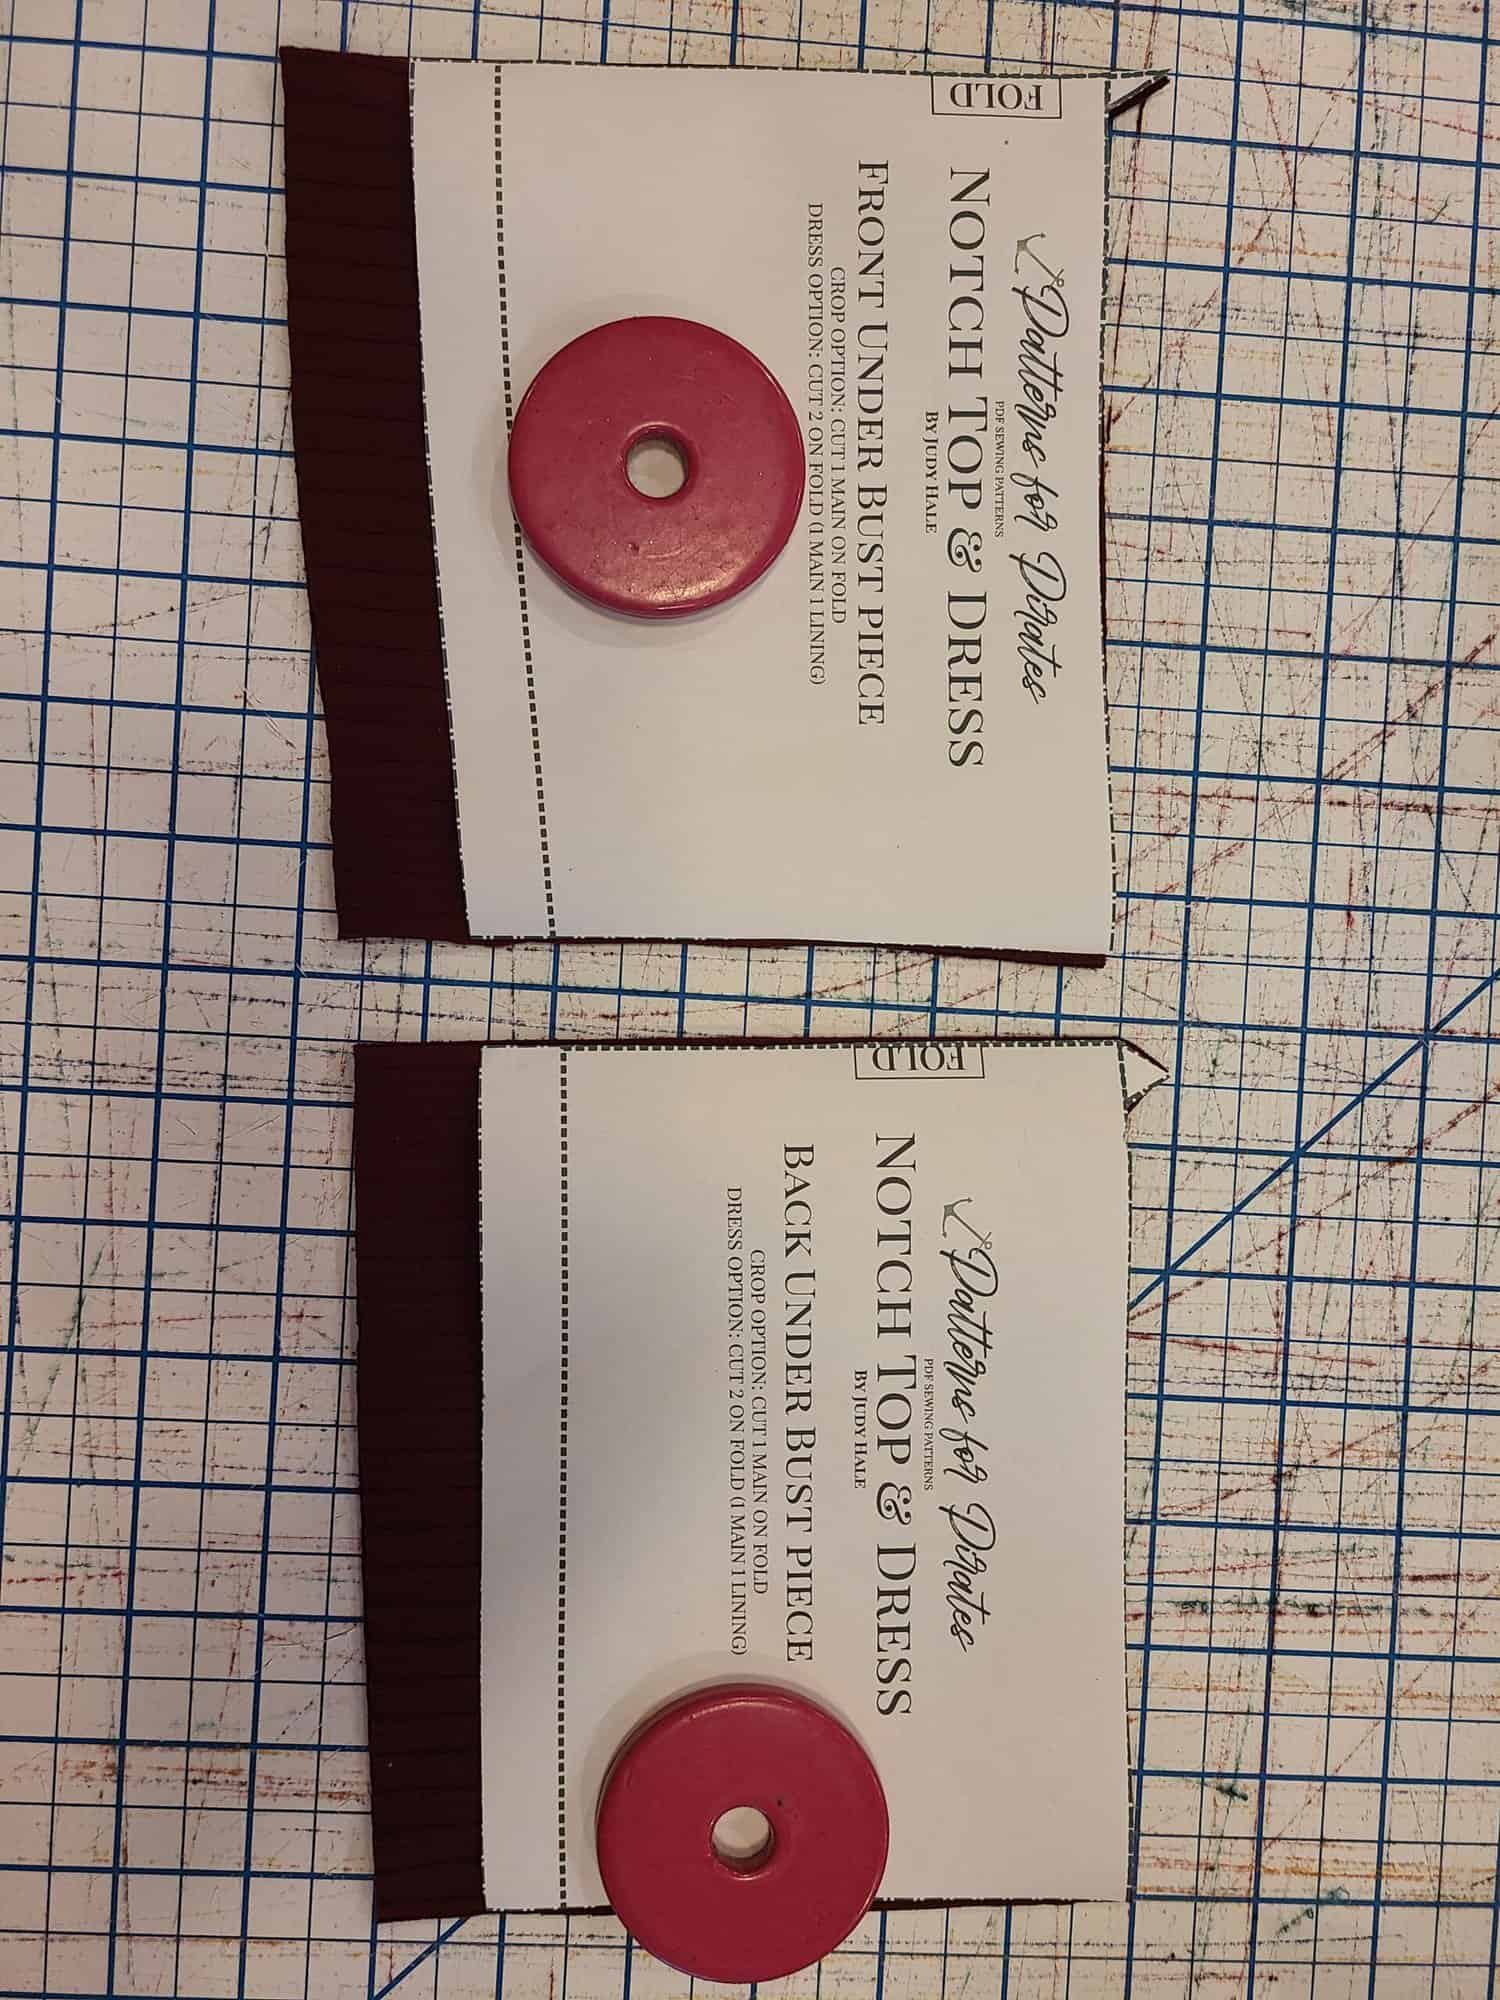 FOLD
Patterns for Pirates
PDF SEWING PATTERNS
NOTCH TOP & DRESS
BY JUDY HALE
FRONT UNDER BUST PIECE
CROP OPTION: CUT 1 MAIN ON FOLD
DRESS OPTION: CUT 2 ON FOLD (1 MAIN 1 LINING)
FOLD
Patterns for Pirates
PDF SEWING PATTERNS
NOTCH TOP & DRESS
BY JUDY HALE
BACK UNDER BUST PIECE
CROP OPTION: CUT 1 MAIN ON FOLD
DRESS OPTION: CUT 2 ON FOLD (1 MAIN 1 LINING)